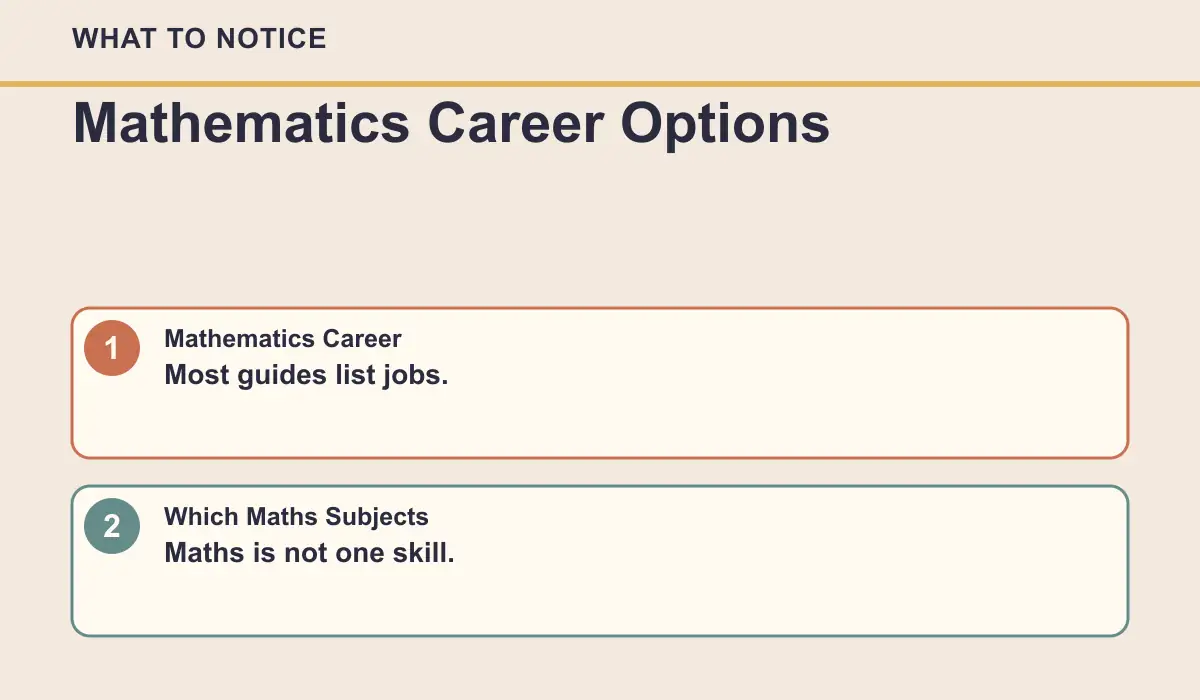 WHAT TO NOTICE
Mathematics Career Options
1
Mathematics Career
Most guides list jobs.
2
Which Maths Subjects
Maths is not one skill.